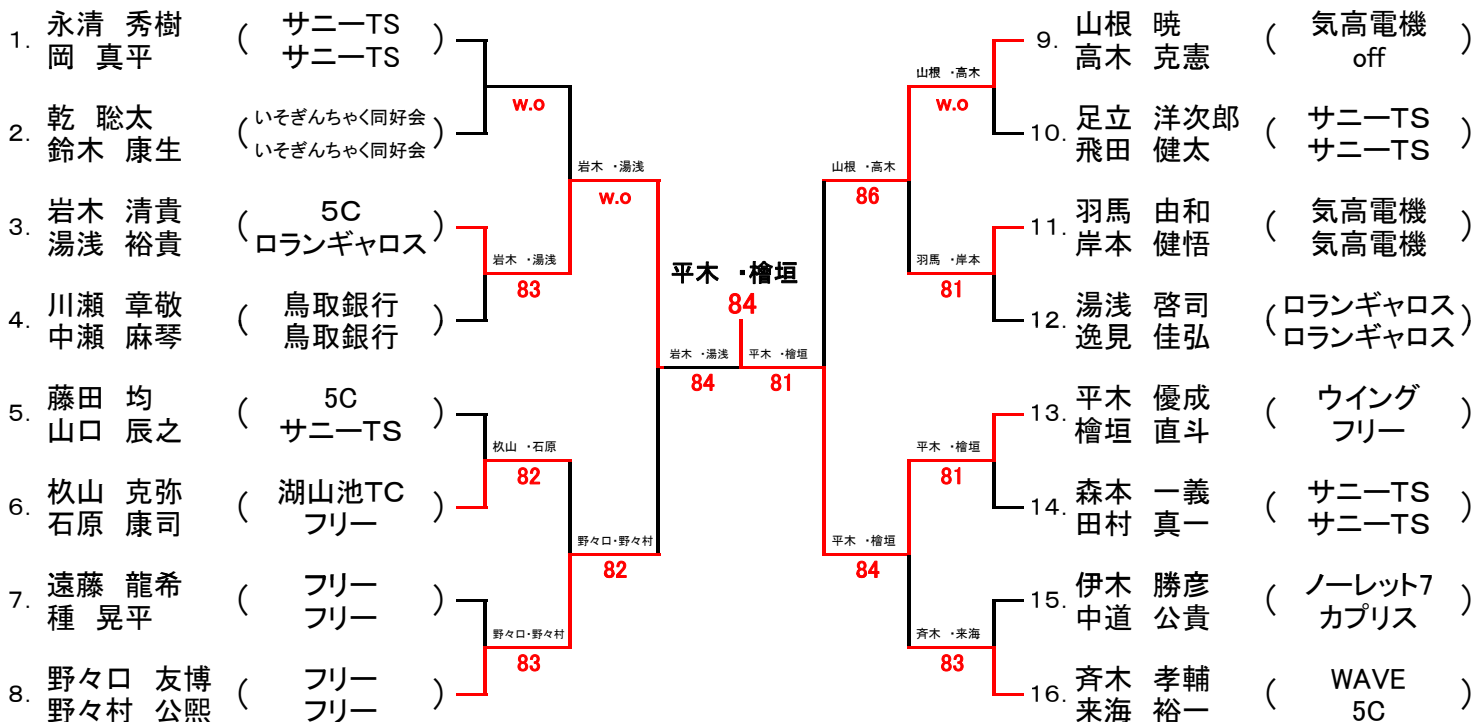 1. 永清 秀樹 ( サニーTS )
岡 真平 サニーTS
2. 乾 聡太 ( いそぎんちゃく同好会 )
鈴木 康生 いそぎんちゃく同好会
3. 岩木 清貴 ( 5C )
湯浅 裕貴 ロランギャロス
4. 川瀬 章敬 ( 鳥取銀行 )
中瀬 麻琴 鳥取銀行
5. 藤田 均 ( 5C )
山口 辰之 サニーTS
6. 杦山 克弥 ( 湖山池TC )
石原 康司 フリー
7. 遠藤 龍希 ( フリー )
種 晃平 フリー
8. 野々口 友博 ( フリー )
野々村 公熙 フリー
w.o
岩木 ・湯浅
w.o
岩木 ・湯浅
83
杦山 ・石原
82
野々口・野々村
82
野々口・野々村
83
平木 ・檜垣
84
岩木 ・湯浅
84
平木 ・檜垣
81
山根 ・高木
w.o
山根 ・高木
86
羽馬 ・岸本
81
平木 ・檜垣
81
平木 ・檜垣
84
斉木 ・来海
83
9. 山根 暁 ( 気高電機 )
高木 克憲 off
10. 足立 洋次郎 ( サニーTS )
飛田 健太 サニーTS
11. 羽馬 由和 ( 気高電機 )
岸本 健悟 気高電機
12. 湯浅 啓司 ( ロランギャロス )
逸見 佳弘 ロランギャロス
13. 平木 優成 ( ウイング )
檜垣 直斗 フリー
14. 森本 一義 ( サニーTS )
田村 真一 サニーTS
15. 伊木 勝彦 ( ノーレット7 )
中道 公貴 カプリス
16. 斉木 孝輔 ( WAVE )
来海 裕一 5C